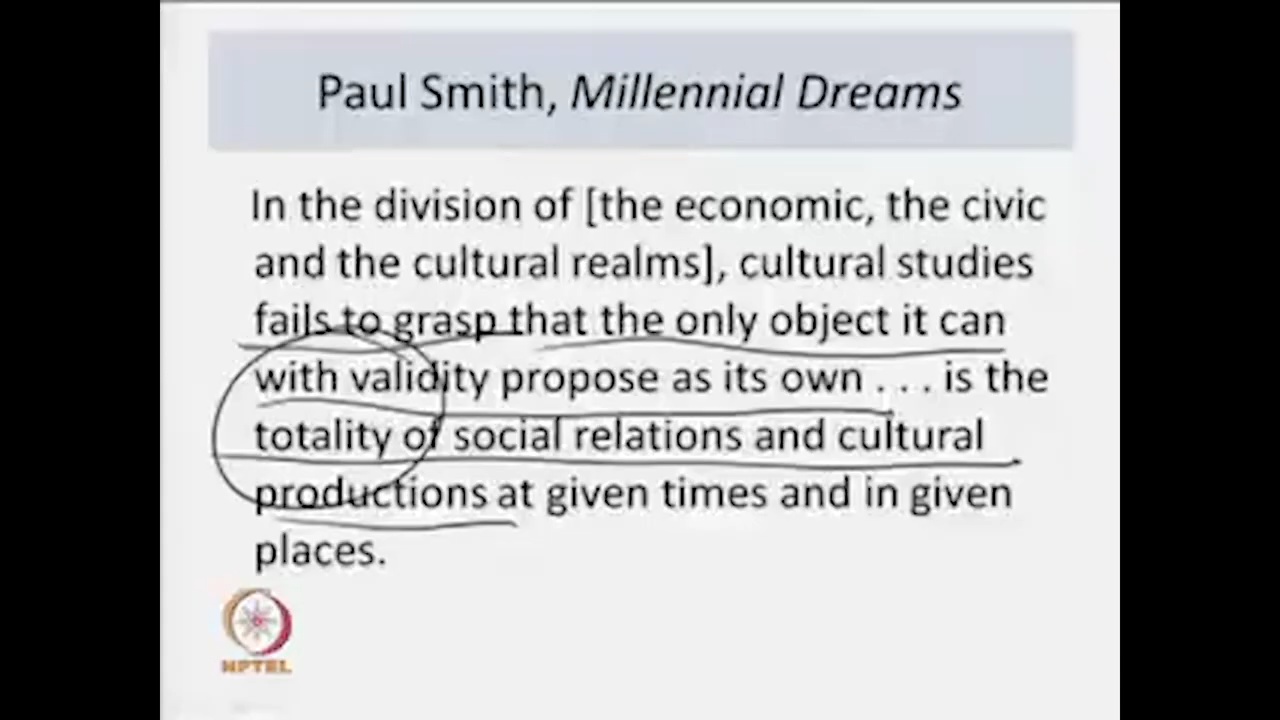 Paul Smith, Millennial Dreams
In the division of [the economic, the civic
and the cultural realms], cultural studies
fails to grasp that the only object it can
with validity propose as its own . . . is the
totality of social relations and cultural
productions at given times and in given
places.
NPTEL